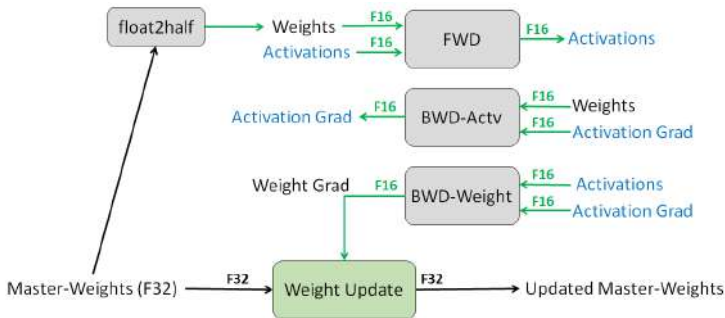 float2half
Weights
F16
Activations
F16
FWD
F16
Activations
Activation Grad
F16
BWD-Actv
F16
Weights
F16
Activation Grad
Weight Grad
F16
BWD-Weight
F16
Activations
F16
Activation Grad
Master-Weights (F32)
F32
Weight Update
F32
Updated Master-Weights